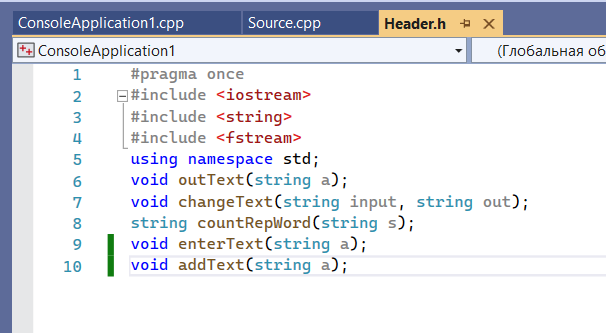 ConsoleApplication1.cpp Source.cpp Header.h
ConsoleApplication1 (Глобальная об
1 #pragma once
2 #include <iostream>
3 #include <string>
4 #include <fstream>
5 using namespace std;
6 void outText(string a);
7 void changeText(string input, string out);
8 string countRepWord(string s);
9 void enterText(string a);
10 void addText(string a);